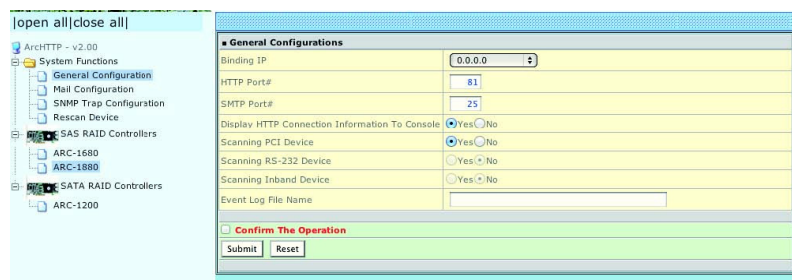 |open all|close all|
ArcHTTP - v2.00
System Functions
General Configuration
Mail Configuration
SNMP Trap Configuration
Rescan Device
SAS RAID Controllers
ARC-1680
ARC-1880
SATA RAID Controllers
ARC-1200
General Configurations
Binding IP 0.0.0.0
HTTP Port# 81
SMTP Port# 25
Display HTTP Connection Information To Console Yes No
Scanning PCI Device Yes No
Scanning RS-232 Device Yes No
Scanning Inband Device Yes No
Event Log File Name
Confirm The Operation
Submit Reset